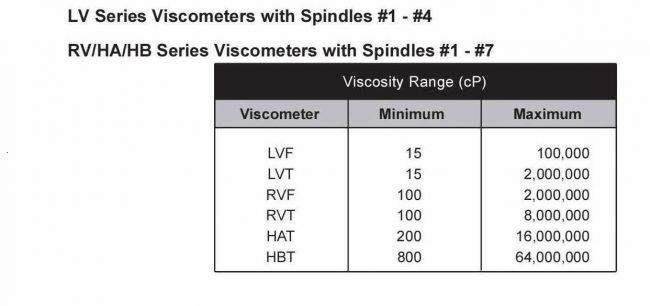 LV Series Viscometers with Spindles #1 - #4
RV/HA/HB Series Viscometers with Spindles #1 - #7
Viscosity Range (cP)
Viscometer Minimum Maximum
LVF 15 100,000
LVT 15 2,000,000
RVF 100 2,000,000
RVT 100 8,000,000
HAT 200 16,000,000
HBT 800 64,000,000